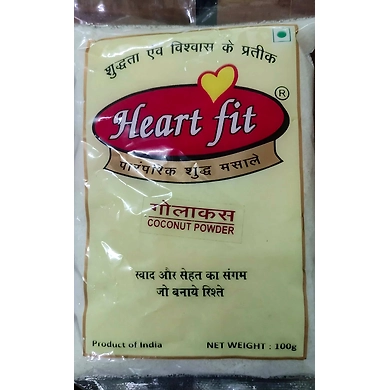 शुद्धता एवं विश्वास के प्रतीक
Heart fit
®
पारंपरिक शुद्ध मसाले
गोलाकस
COCONUT POWDER
स्वाद और सेहत का संगम
जो बनाये रिश्ते
Product of India
NET WEIGHT : 100g